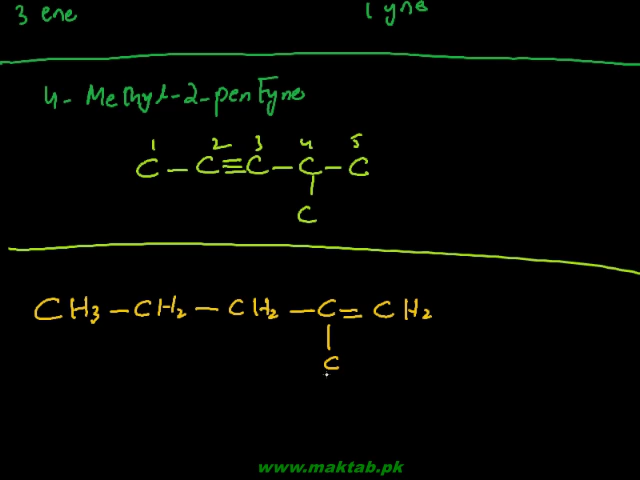 3 ene 1 yne
4- Methyl-2-pentyne
1 2 3 4 5
C - C ≡ C - C - C
C
CH3 - CH2 - CH2 - C = CH2
C
www.maktab.pk